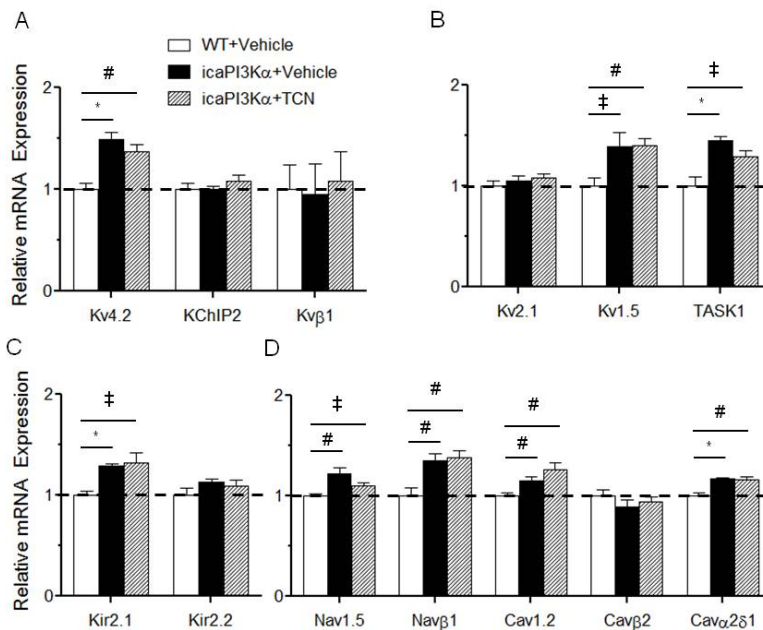 A
WT+Vehicle
icaPI3Kα+Vehicle
icaPI3Kα+TCN
Relative mRNA Expression
2
1
0
#
*
Kv4.2 KChIP2 Kvβ1
B
2
1
0
#
‡
‡
*
Kv2.1 Kv1.5 TASK1
C
Relative mRNA Expression
2
1
0
‡
*
Kir2.1 Kir2.2
D
2
1
0
‡ # # #
# # # *
Nav1.5 Navβ1 Cav1.2 Cavβ2 Cavα2δ1